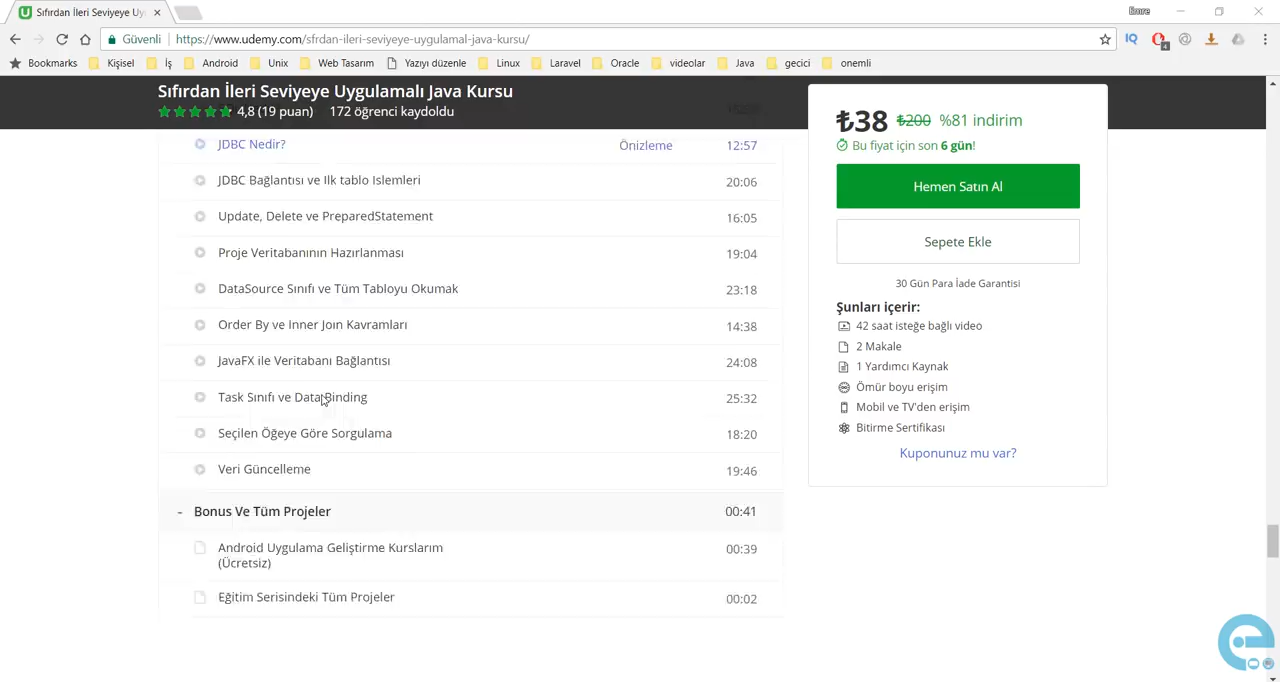 Sıfırdan İleri Seviyeye Uy
Emre
Güvenli https://www.udemy.com/sfrdan-ileri-seviyeye-uygulamal-java-kursu/
Bookmarks Kişisel İş Android Unix Web Tasarım Yazıyı düzenle Linux Laravel Oracle videolar Java gecici onemli
Sıfırdan İleri Seviyeye Uygulamalı Java Kursu
4,8 (19 puan) 172 öğrenci kaydoldu
JDBC Nedir? Önizleme 12:57
JDBC Bağlantısı ve Ilk tablo Islemleri 20:06
Update, Delete ve PreparedStatement 16:05
Proje Veritabanının Hazırlanması 19:04
DataSource Sınıfı ve Tüm Tabloyu Okumak 23:18
Order By ve Inner Joın Kavramları 14:38
JavaFX ile Veritabanı Bağlantısı 24:08
Task Sınıfı ve Data Binding 25:32
Seçilen Öğeye Göre Sorgulama 18:20
Veri Güncelleme 19:46
- Bonus Ve Tüm Projeler 00:41
Android Uygulama Geliştirme Kurslarım
(Ücretsiz) 00:39
Eğitim Serisindeki Tüm Projeler 00:02
₺38 ₺200 %81 indirim
Bu fiyat için son 6 gün!
Hemen Satın Al
Sepete Ekle
30 Gün Para İade Garantisi
Şunları içerir:
42 saat isteğe bağlı video
2 Makale
1 Yardımcı Kaynak
Ömür boyu erişim
Mobil ve TV'den erişim
Bitirme Sertifikası
Kuponunuz mu var?